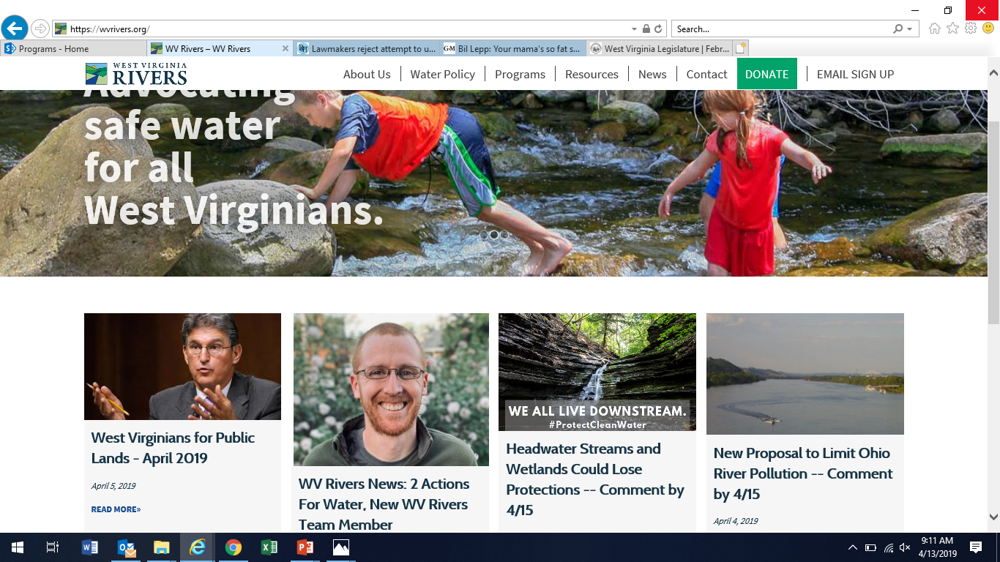 https://wvrivers.org/
Search...
Programs - Home
WV Rivers – WV Rivers
Lawmakers reject attempt to u...
G-M
Bil Lepp: Your mama's so fat s...
West Virginia Legislature | Febr...
WEST VIRGINIA
RIVERS
About Us
Water Policy
Programs
Resources
News
Contact
DONATE
EMAIL SIGN UP
Advocating
safe water
for all
West Virginians.
West Virginians for Public
Lands – April 2019
April 5, 2019
READ MORE»
WV Rivers News: 2 Actions
For Water, New WV Rivers
Team Member
WE ALL LIVE DOWNSTREAM.
#ProtectCleanWater
Headwater Streams and
Wetlands Could Lose
Protections -- Comment by
4/15
New Proposal to Limit Ohio
River Pollution -- Comment
by 4/15
April 4, 2019
9:11 AM
4/13/2019